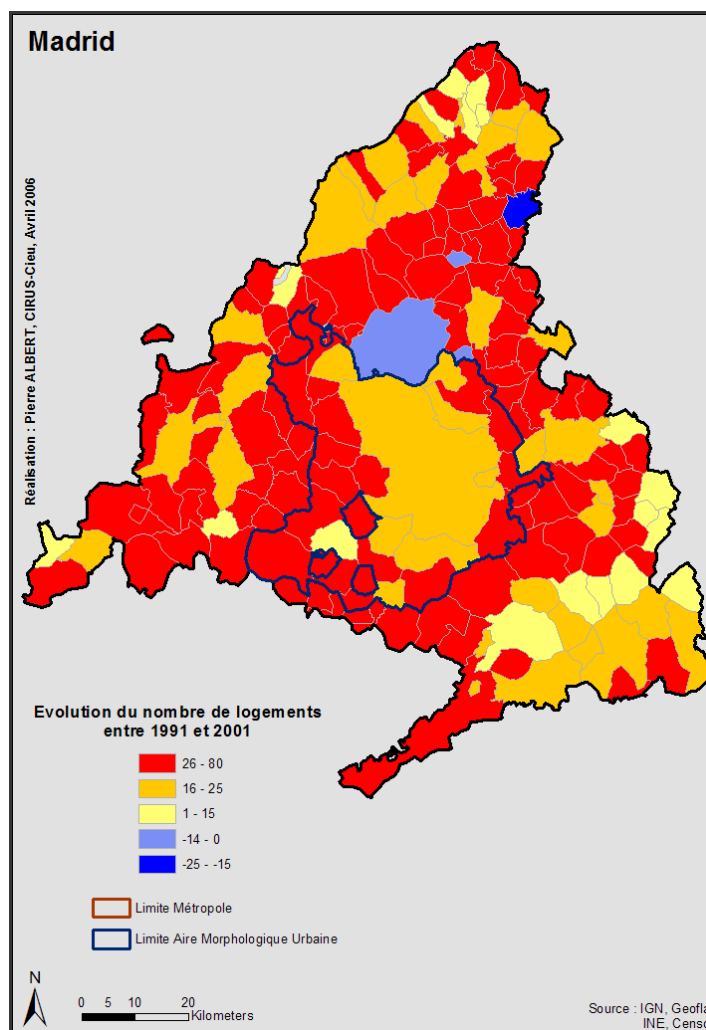 Madrid
Réalisation : Pierre ALBERT, CIRUS-Cieu, Avril 2006
Evolution du nombre de logements
entre 1991 et 2001
26 - 80
16 - 25
1 - 15
-14 - 0
-25 - -15
Limite Métropole
Limite Aire Morphologique Urbaine
N
0 5 10 20
Kilometers
Source : IGN, Geofla
INE, Censo